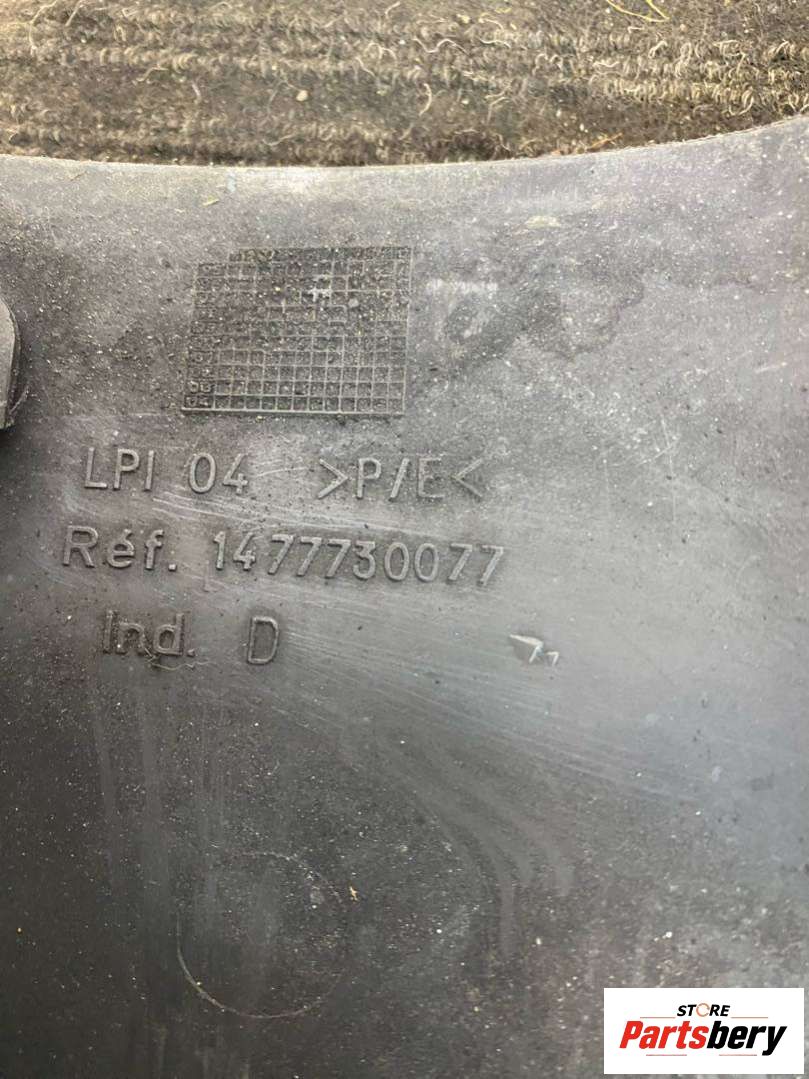 LPI 04 >P/E<
Réf. 1477730077
Ind. D
STORE
Partsbery